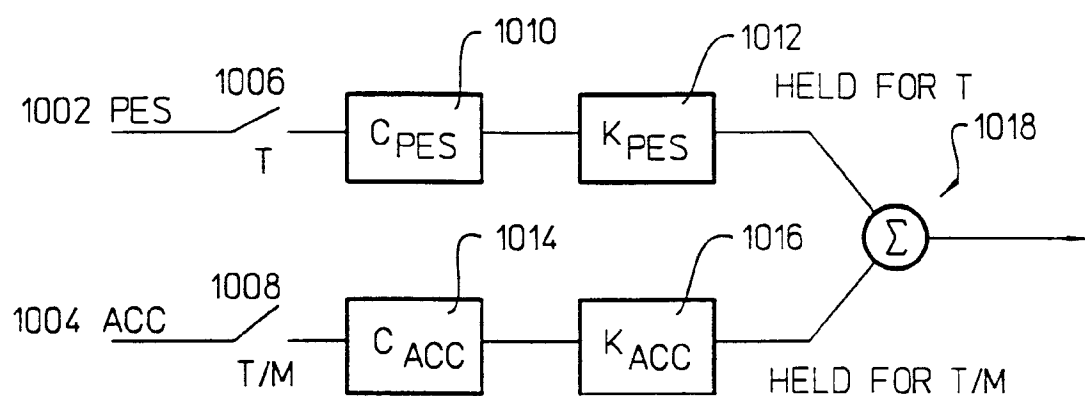 1010
1012
1006
1002 PES
T
C PES
K PES
HELD FOR T
1018
Σ
1014
1016
1008
1004 ACC
T/M
C ACC
K ACC
HELD FOR T/M